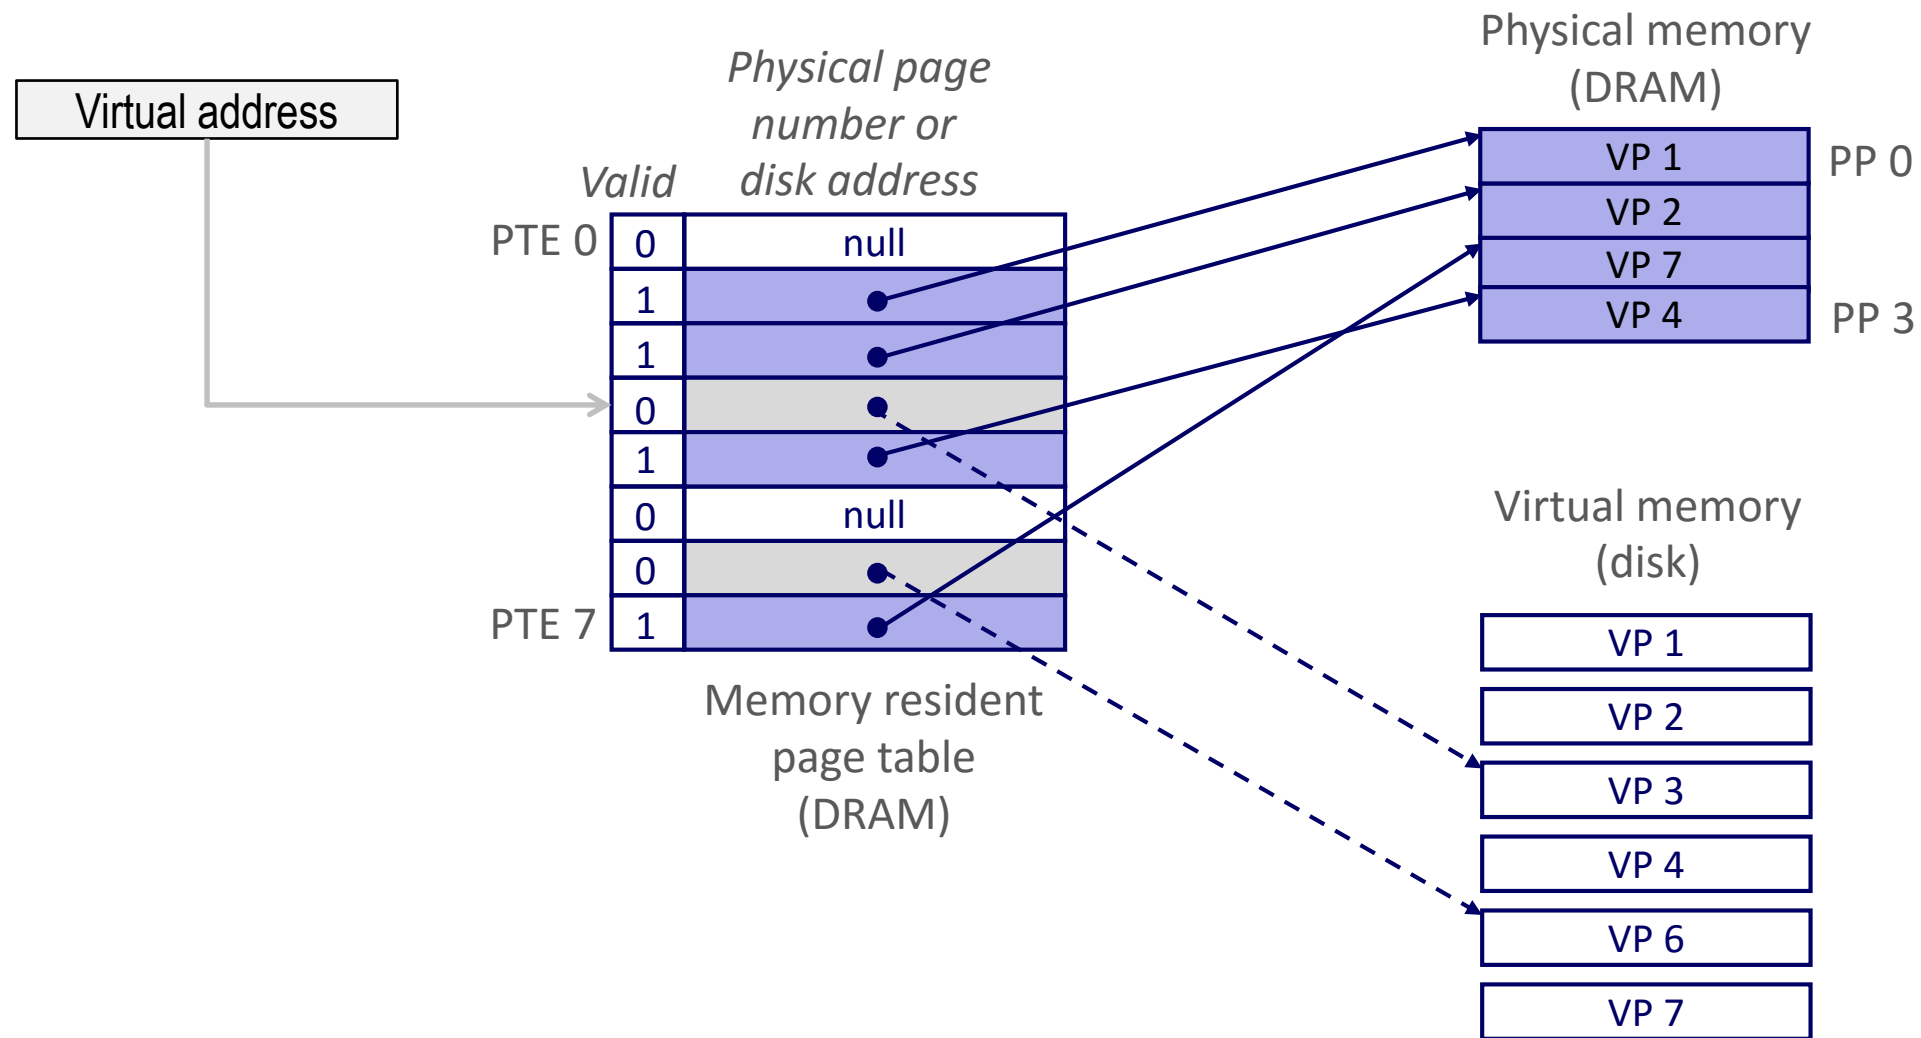 Virtual address
Physical page
number or
disk address
Valid
PTE 0
0
null
1
1
0
1
0
null
0
PTE 7
1
Memory resident
page table
(DRAM)
Physical memory
(DRAM)
VP 1
PP 0
VP 2
VP 7
VP 4
PP 3
Virtual memory
(disk)
VP 1
VP 2
VP 3
VP 4
VP 6
VP 7